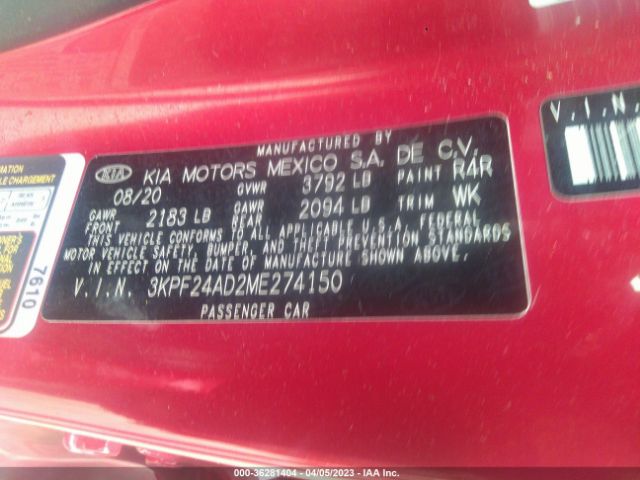 MANUFACTURED BY
KIA KIA MOTORS MEXICO S.A. DE C.V.
08/20 GVWR 3792 LB PAINT R4R
GAWR FRONT 2183 LB GAWR REAR 2094 LB TRIM WK
THIS VEHICLE CONFORMS TO ALL APPLICABLE U.S. FEDERAL
MOTOR VEHICLE SAFETY, BUMPER, AND THEFT PREVENTION STANDARDS
IN EFFECT ON THE DATE OF MANUFACTURE SHOWN ABOVE.
V.I.N. 3KPF24AD2ME274150
PASSENGER CAR
V.I.N.
7610
000-36281404 - 04/05/2023 - IAA Inc.